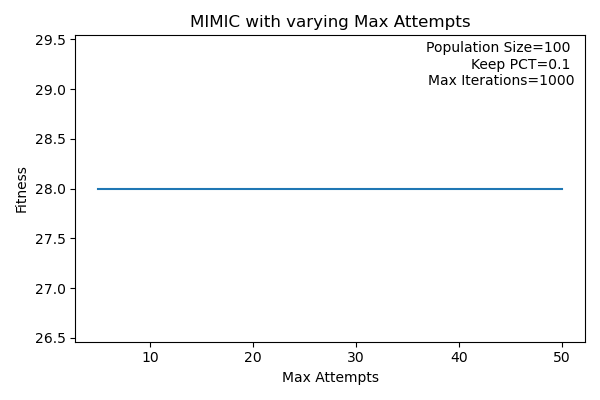 MIMIC with varying Max Attempts
Population Size=100
Keep PCT=0.1
Max Iterations=1000
29.5
29.0
28.5
28.0
27.5
27.0
26.5
Fitness
10 20 30 40 50
Max Attempts